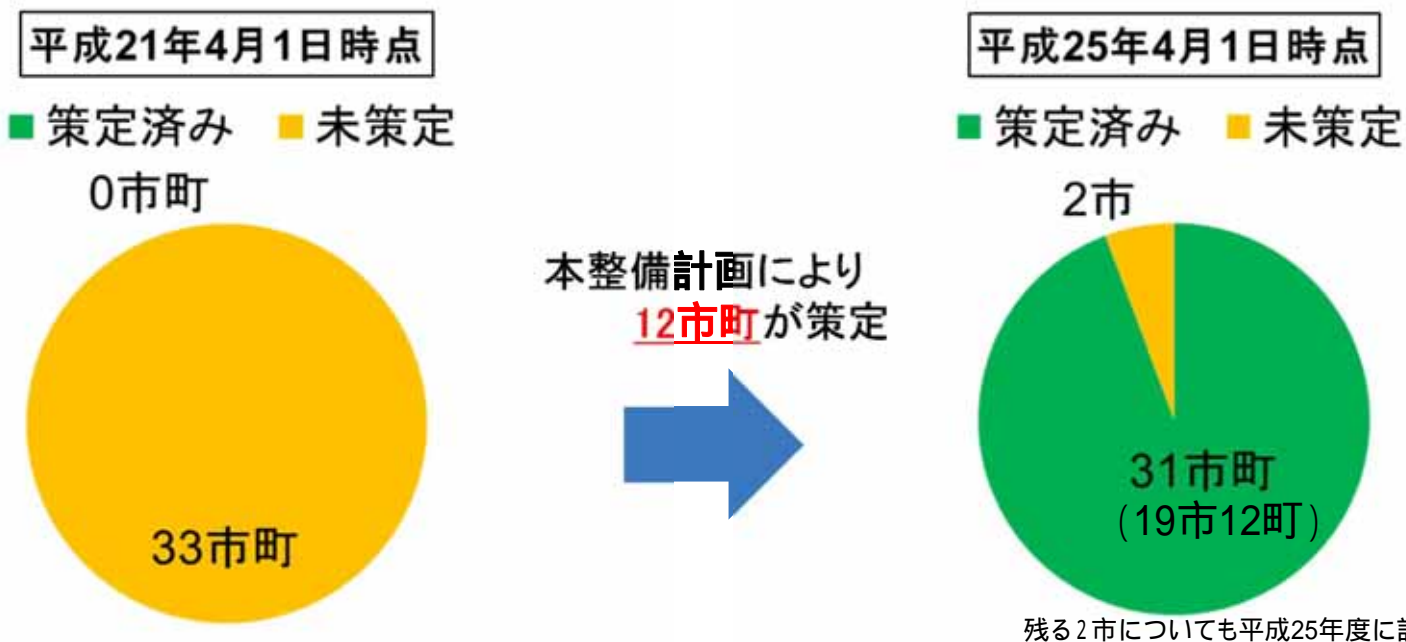 平成21年4月1日時点
策定済み 未策定
0市町
33市町
本整備計画により
12市町が策定
平成25年4月1日時点
策定済み 未策定
2市
31市町
(19市12町)
残る2市についても平成25年度に